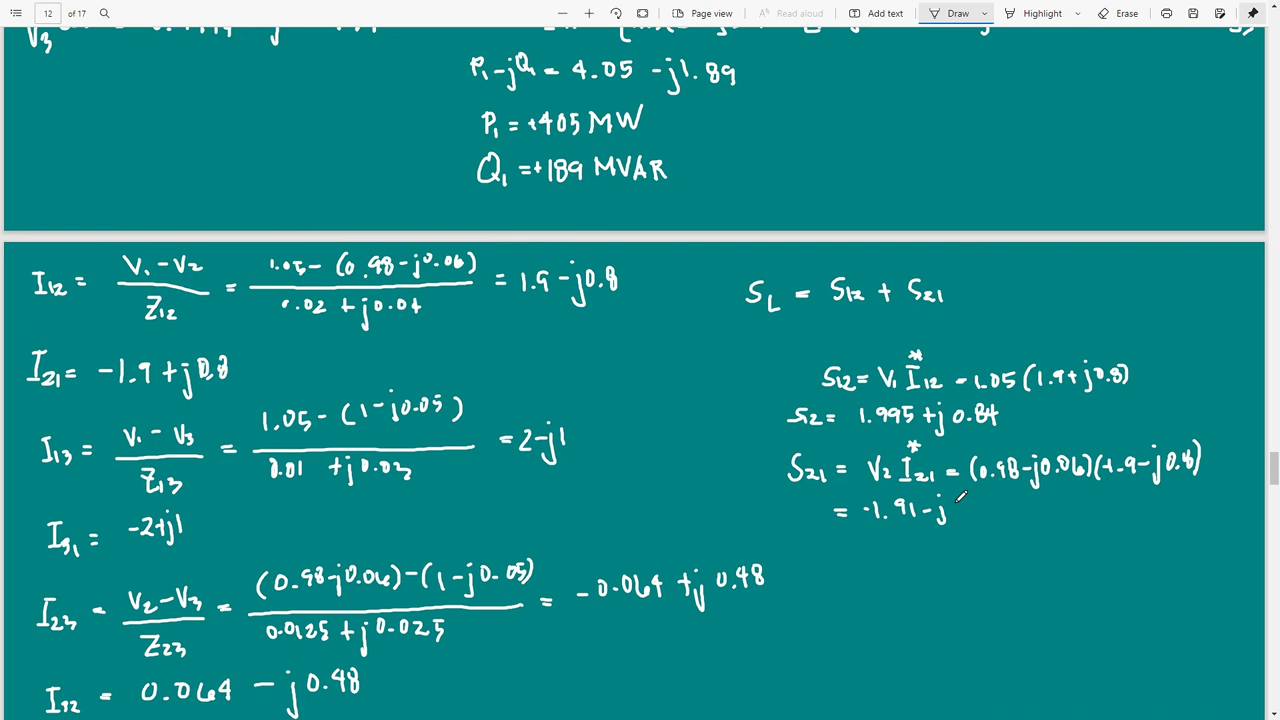 12 of 17 Page view Read aloud Add text Draw Highlight Erase
P₁-jQ₁ = 4.05 -j1.89
P₁ = +405 MW
Q₁ =+189 MVAR
I₁₂ = V₁-V₂ / Z₁₂ = 1.05-(0.98-j0.06) / 0.02 + j0.04 = 1.9-j0.8
I₂₁= -1.9+j0.8
I₁₃ = V₁-V₃ / Z₁₃ = 1.05-(1-j0.05) / 0.01 +j0.03 =2-j1
I₃₁ = -2+j1
I₂₃ = V₂-V₃ / Z₂₃ = (0.98-j0.06)-(1-j0.05) / 0.0125+j0.025 = -0.064 +j0.48
I₃₂ = 0.064 -j0.48
S_L = S₁₂ + S₂₁
S₁₂= V₁ I₁₂* = 1.05(1.9+j0.8)
S₁₂= 1.995+j0.84
S₂₁ = V₂ I₂₁* = (0.98-j0.06)(-1.9-j0.8)
= -1.91-j